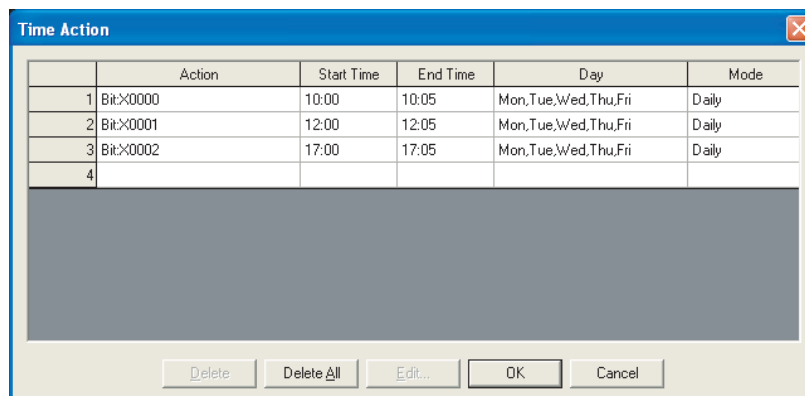 Time Action
Action Start Time End Time Day Mode
1 Bit:X0000 10:00 10:05 Mon,Tue,Wed,Thu,Fri Daily
2 Bit:X0001 12:00 12:05 Mon,Tue,Wed,Thu,Fri Daily
3 Bit:X0002 17:00 17:05 Mon,Tue,Wed,Thu,Fri Daily
4
Delete Delete All Edit... OK Cancel